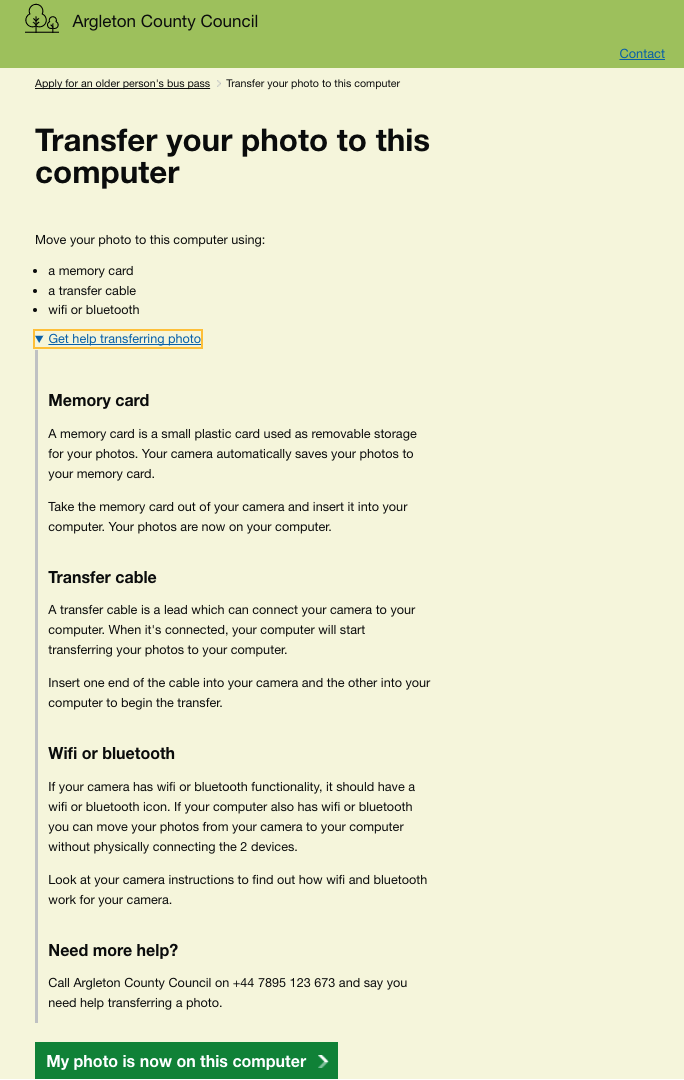 Argleton County Council
Contact
Apply for an older person's bus pass Transfer your photo to this computer
Transfer your photo to this
computer
Move your photo to this computer using:
• a memory card
• a transfer cable
• wifi or bluetooth
Get help transferring photo
Memory card
A memory card is a small plastic card used as removable storage
for your photos. Your camera automatically saves your photos to
your memory card.
Take the memory card out of your camera and insert it into your
computer. Your photos are now on your computer.
Transfer cable
A transfer cable is a lead which can connect your camera to your
computer. When it's connected, your computer will start
transferring your photos to your computer.
Insert one end of the cable into your camera and the other into your
computer to begin the transfer.
Wifi or bluetooth
If your camera has wifi or bluetooth functionality, it should have a
wifi or bluetooth icon. If your computer also has wifi or bluetooth
you can move your photos from your camera to your computer
without physically connecting the 2 devices.
Look at your camera instructions to find out how wifi and bluetooth
work for your camera.
Need more help?
Call Argleton County Council on +44 7895 123 673 and say you
need help transferring a photo.
My photo is now on this computer